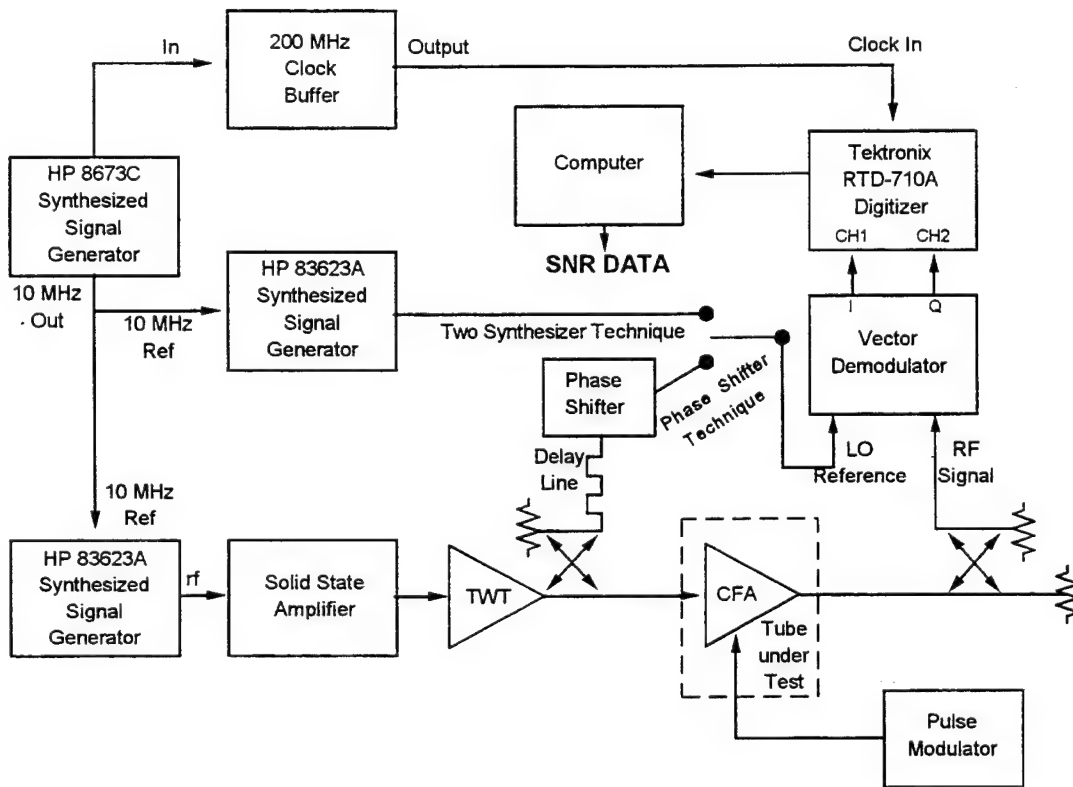 In
200 MHz
Clock
Buffer
Output
Clock In
HP 8673C
Synthesized
Signal
Generator
Computer
Tektronix
RTD-710A
Digitizer
CH1
CH2
SNR DATA
10 MHz
Out
10 MHz
Ref
HP 83623A
Synthesized
Signal
Generator
Two Synthesizer Technique
I
Q
Vector
Demodulator
Phase
Shifter
Phase Shifter
Technique
Delay
Line
LO
Reference
RF
Signal
10 MHz
Ref
HP 83623A
Synthesized
Signal
Generator
rf
Solid State
Amplifier
TWT
CFA
Tube
under
Test
Pulse
Modulator